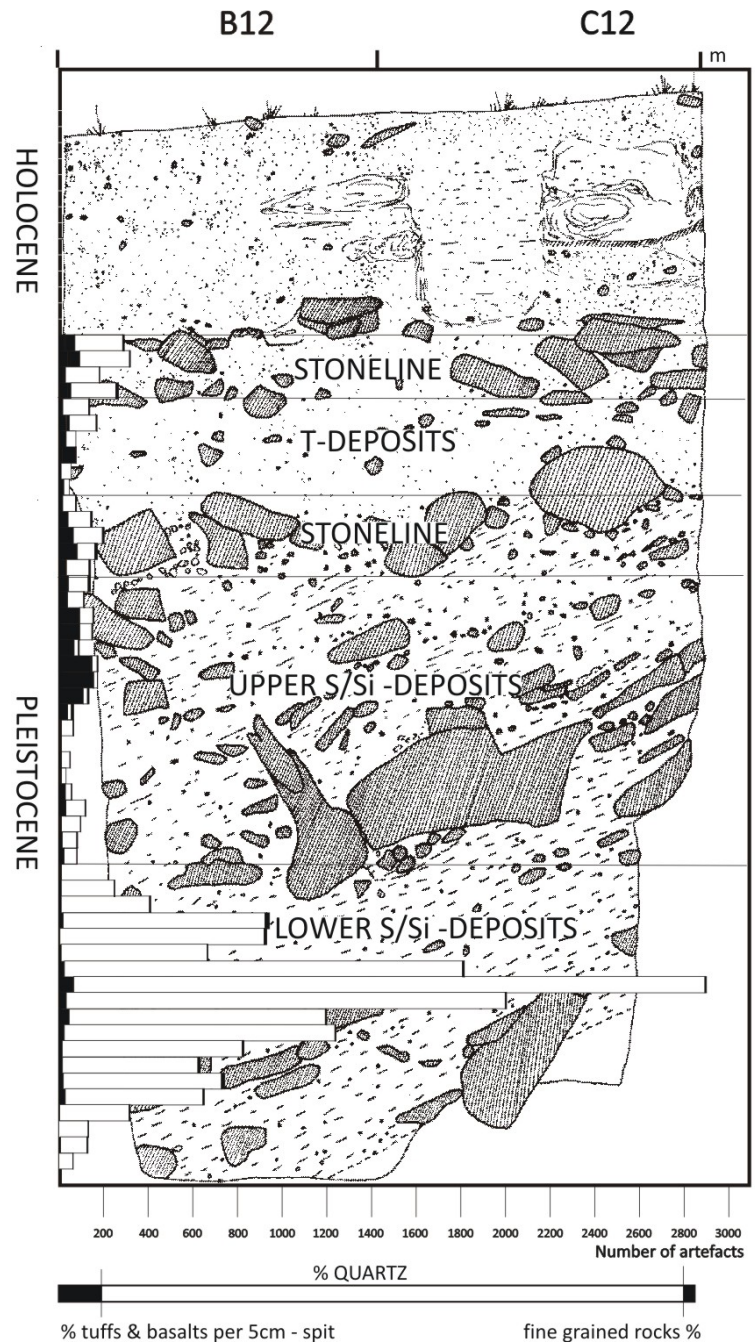 B12 C12
m
HOLOCENE
STONELINE
T-DEPOSITS
STONELINE
PLEISTOCENE
UPPER S/Si -DEPOSITS
LOWER S/Si -DEPOSITS
200 400 600 800 1000 1200 1400 1600 1800 2000 2200 2400 2600 2800 3000
Number of artefacts
% QUARTZ
% tuffs & basalts per 5cm - spit fine grained rocks %